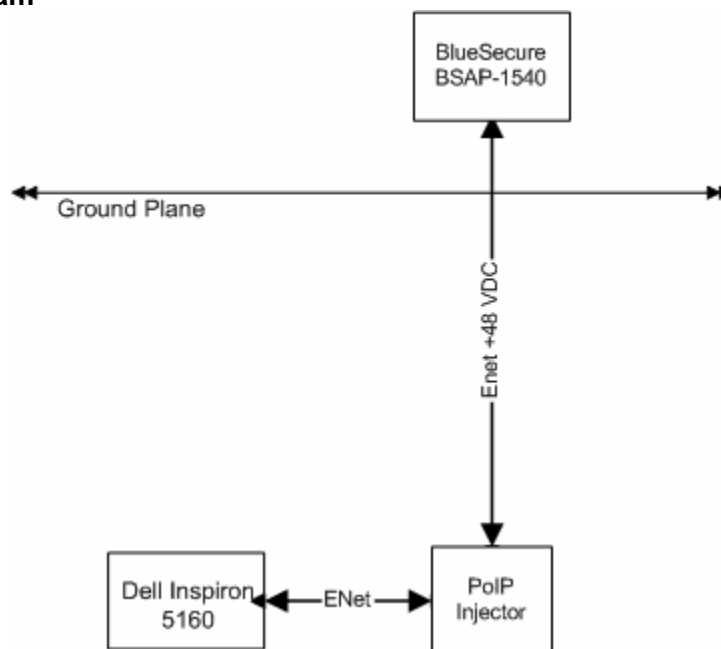 BlueSecure
BSAP-1540
Ground Plane
Enet +48 VDC
Dell Inspiron
5160
ENet
PoIP
Injector